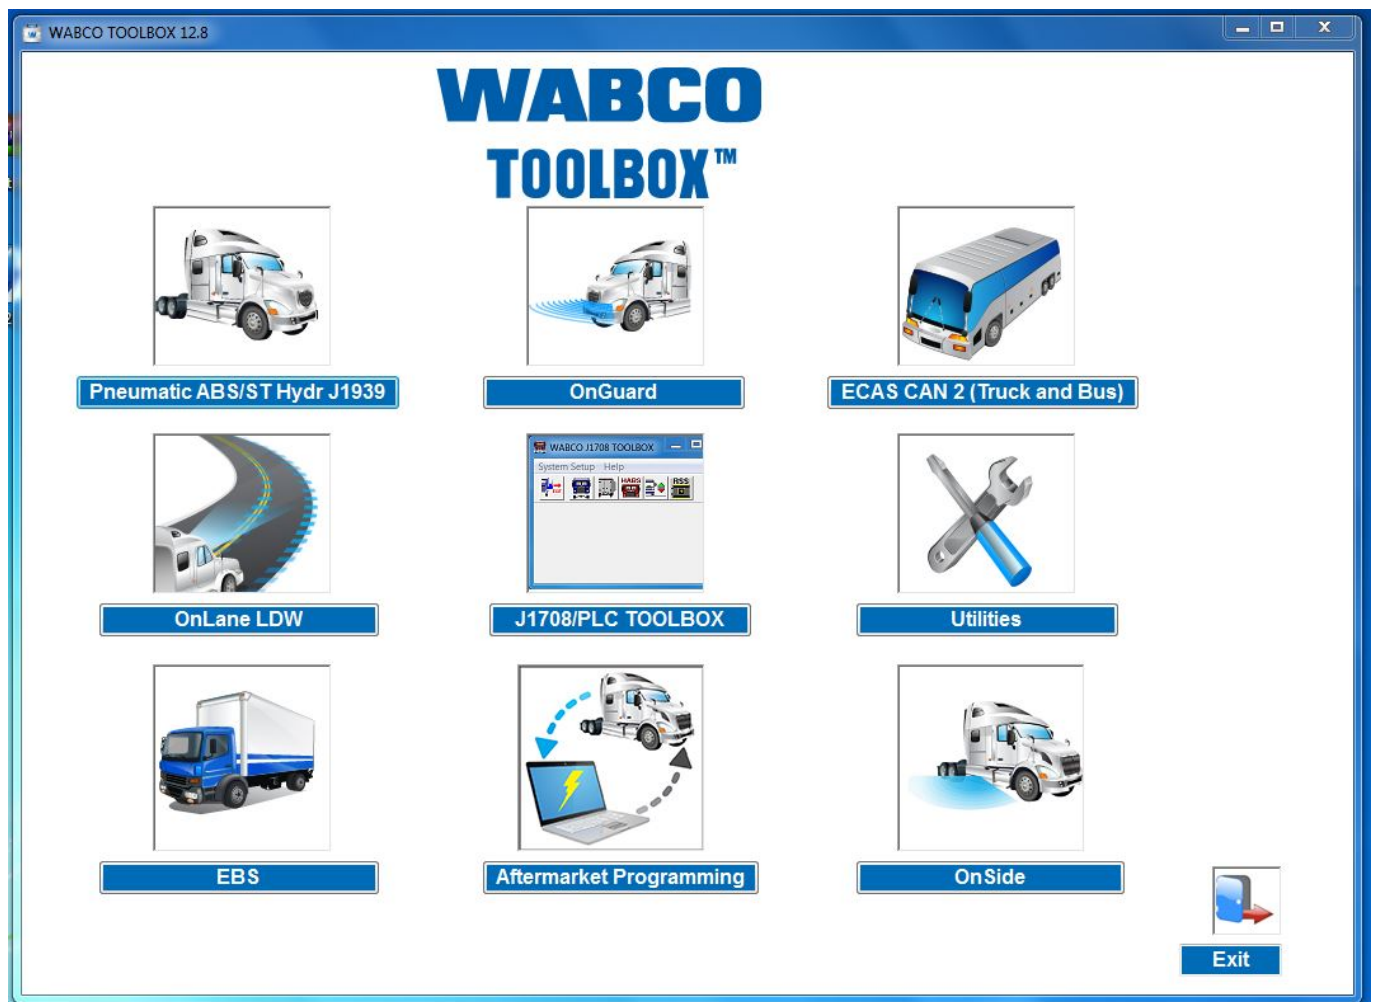 WABCO TOOLBOX 12.8
WABCO
TOOLBOX™
Pneumatic ABS/ST Hydr J1939
OnGuard
ECAS CAN 2 (Truck and Bus)
WABCO J1708 TOOLBOX
System Setup Help
HABS
RSS
OnLane LDW
J1708/PLC TOOLBOX
Utilities
EBS
Aftermarket Programming
OnSide
Exit